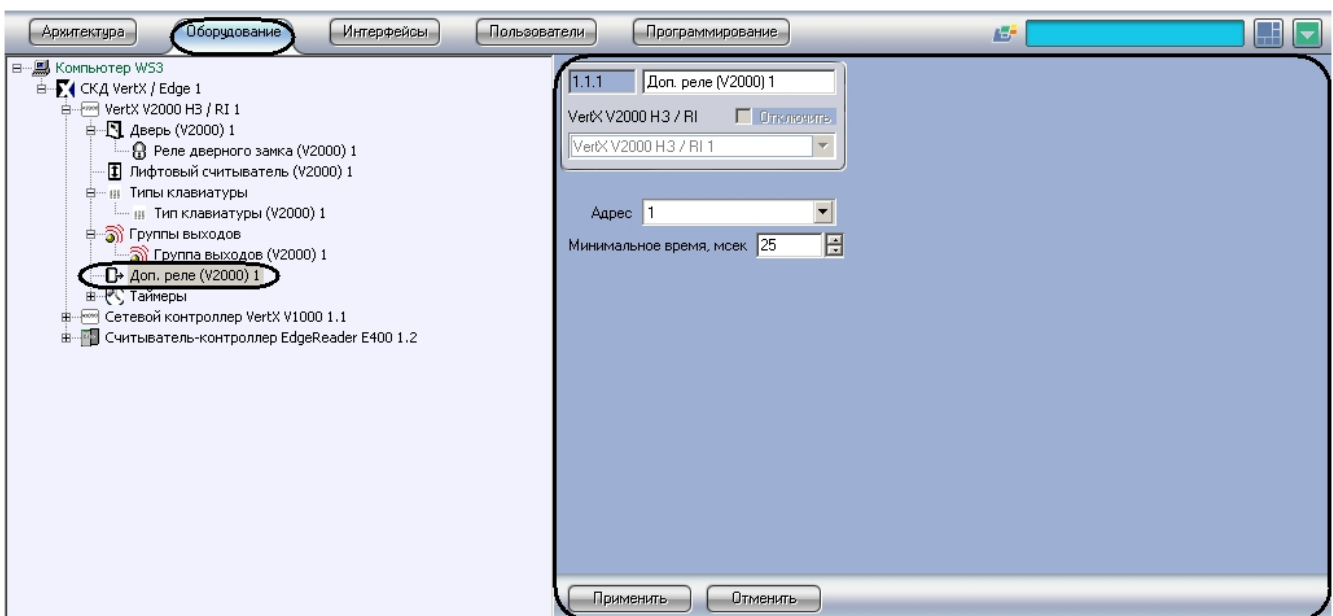 Архитектура Оборудование Интерфейсы Пользователи Программирование
Компьютер WS3
СКД VertX / Edge 1
VertX V2000 H3 / RI 1
Дверь (V2000) 1
Реле дверного замка (V2000) 1
Лифтовый считыватель (V2000) 1
Типы клавиатуры
Тип клавиатуры (V2000) 1
Группы выходов
Группа выходов (V2000) 1
Доп. реле (V2000) 1
Таймеры
Сетевой контроллер VertX V1000 1.1
Считыватель-контроллер EdgeReader E400 1.2
1.1.1 Доп. реле (V2000) 1
VertX V2000 H3 / RI Отключить
VertX V2000 H3 / RI 1
Адрес 1
Минимальное время, мсек 25
Применить Отменить